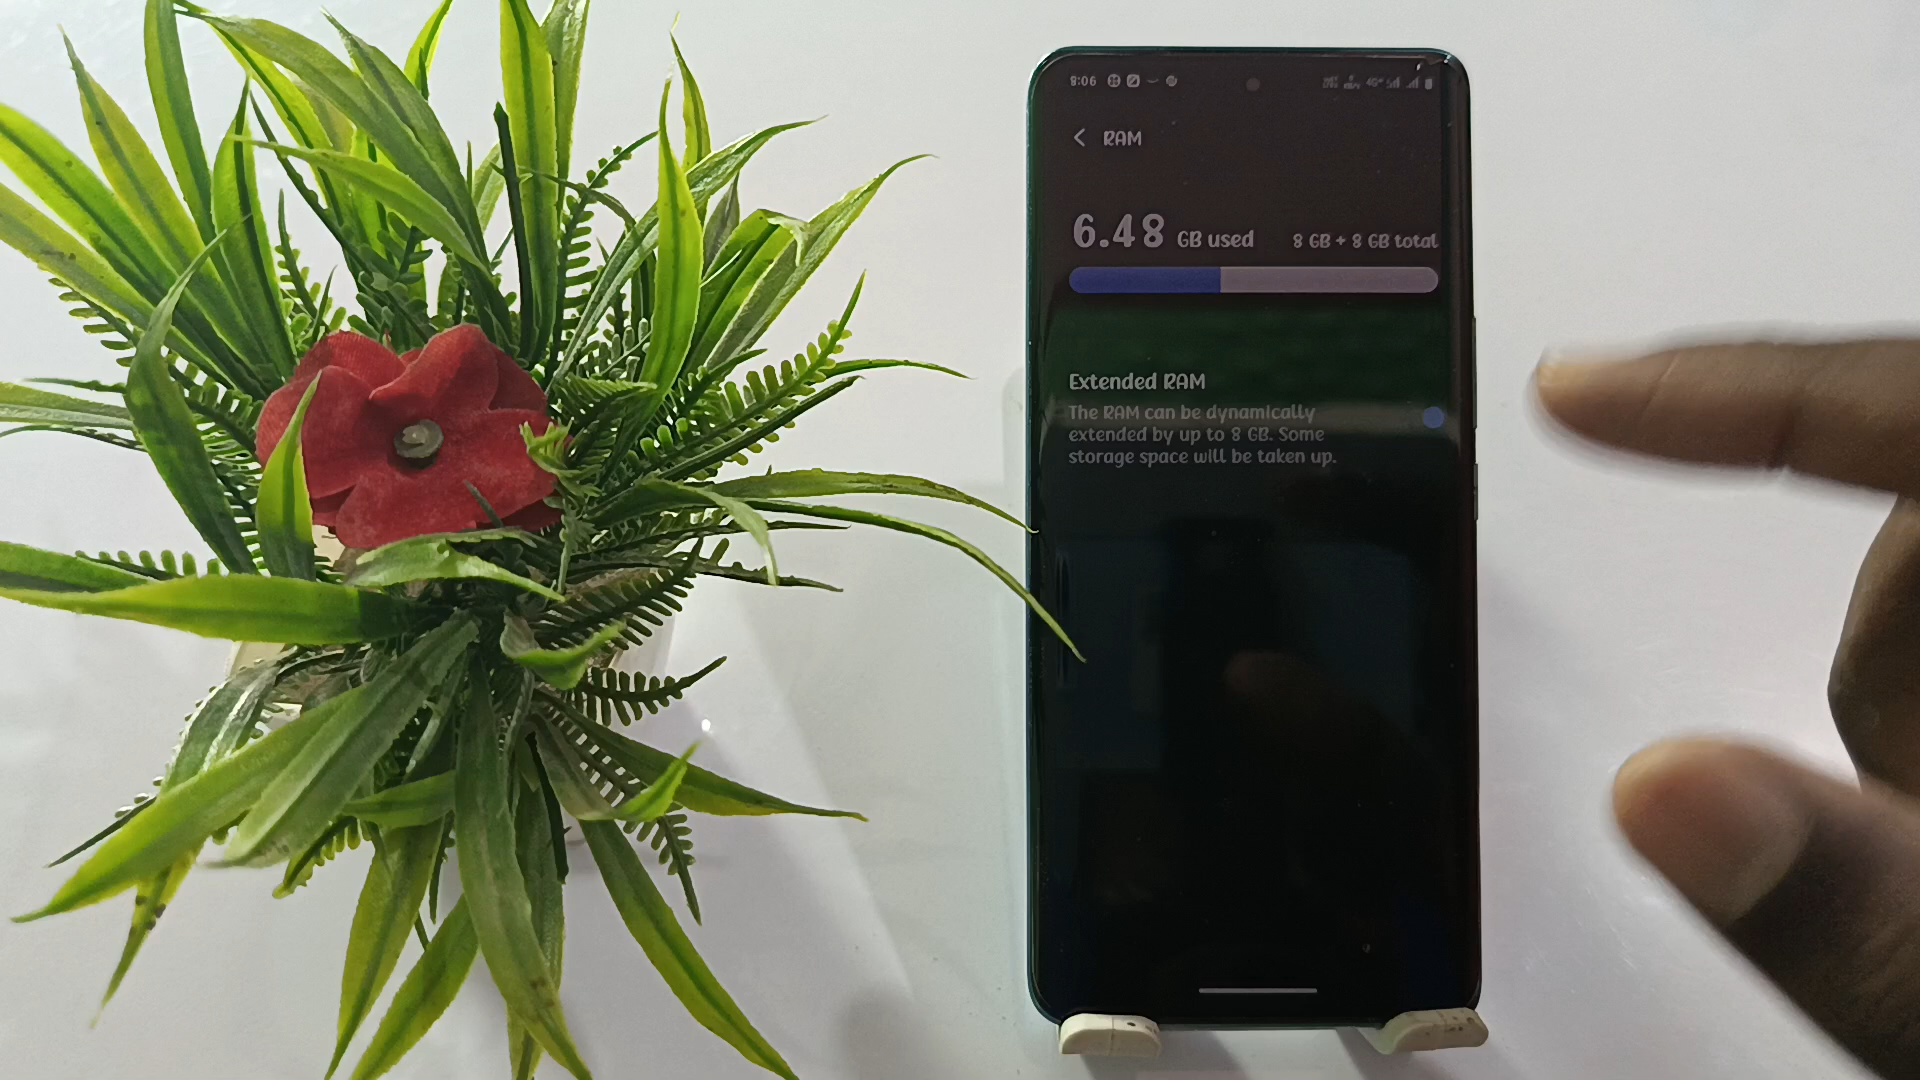 8:06
RAM
6.48 GB used 8 GB + 8 GB total
Extended RAM
The RAM can be dynamically
extended by up to 8 GB. Some
storage space will be taken up.